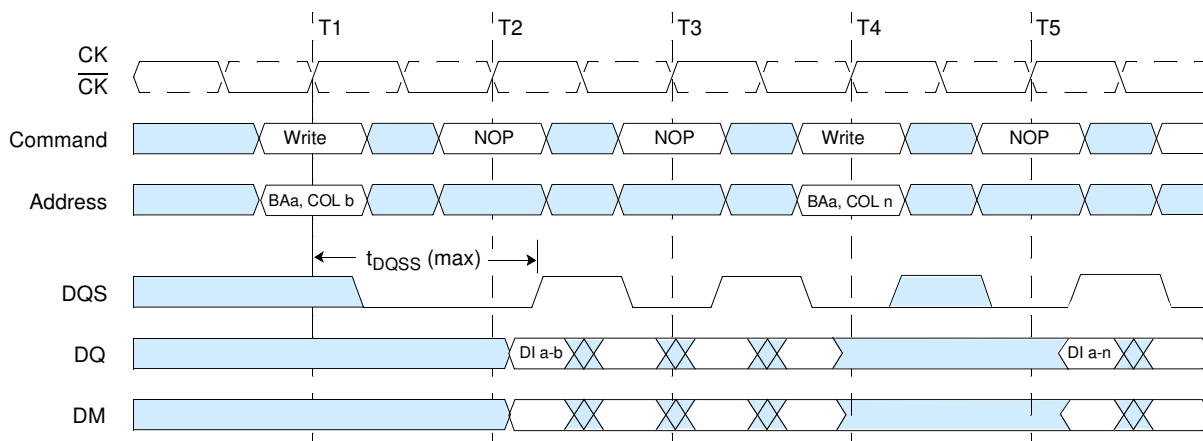 T1 T2 T3 T4 T5
CK
CK
Command Write NOP NOP Write NOP
Address BAa, COL b BAa, COL n
tDQSS (max)
DQS
DQ DI a-b DI a-n
DM